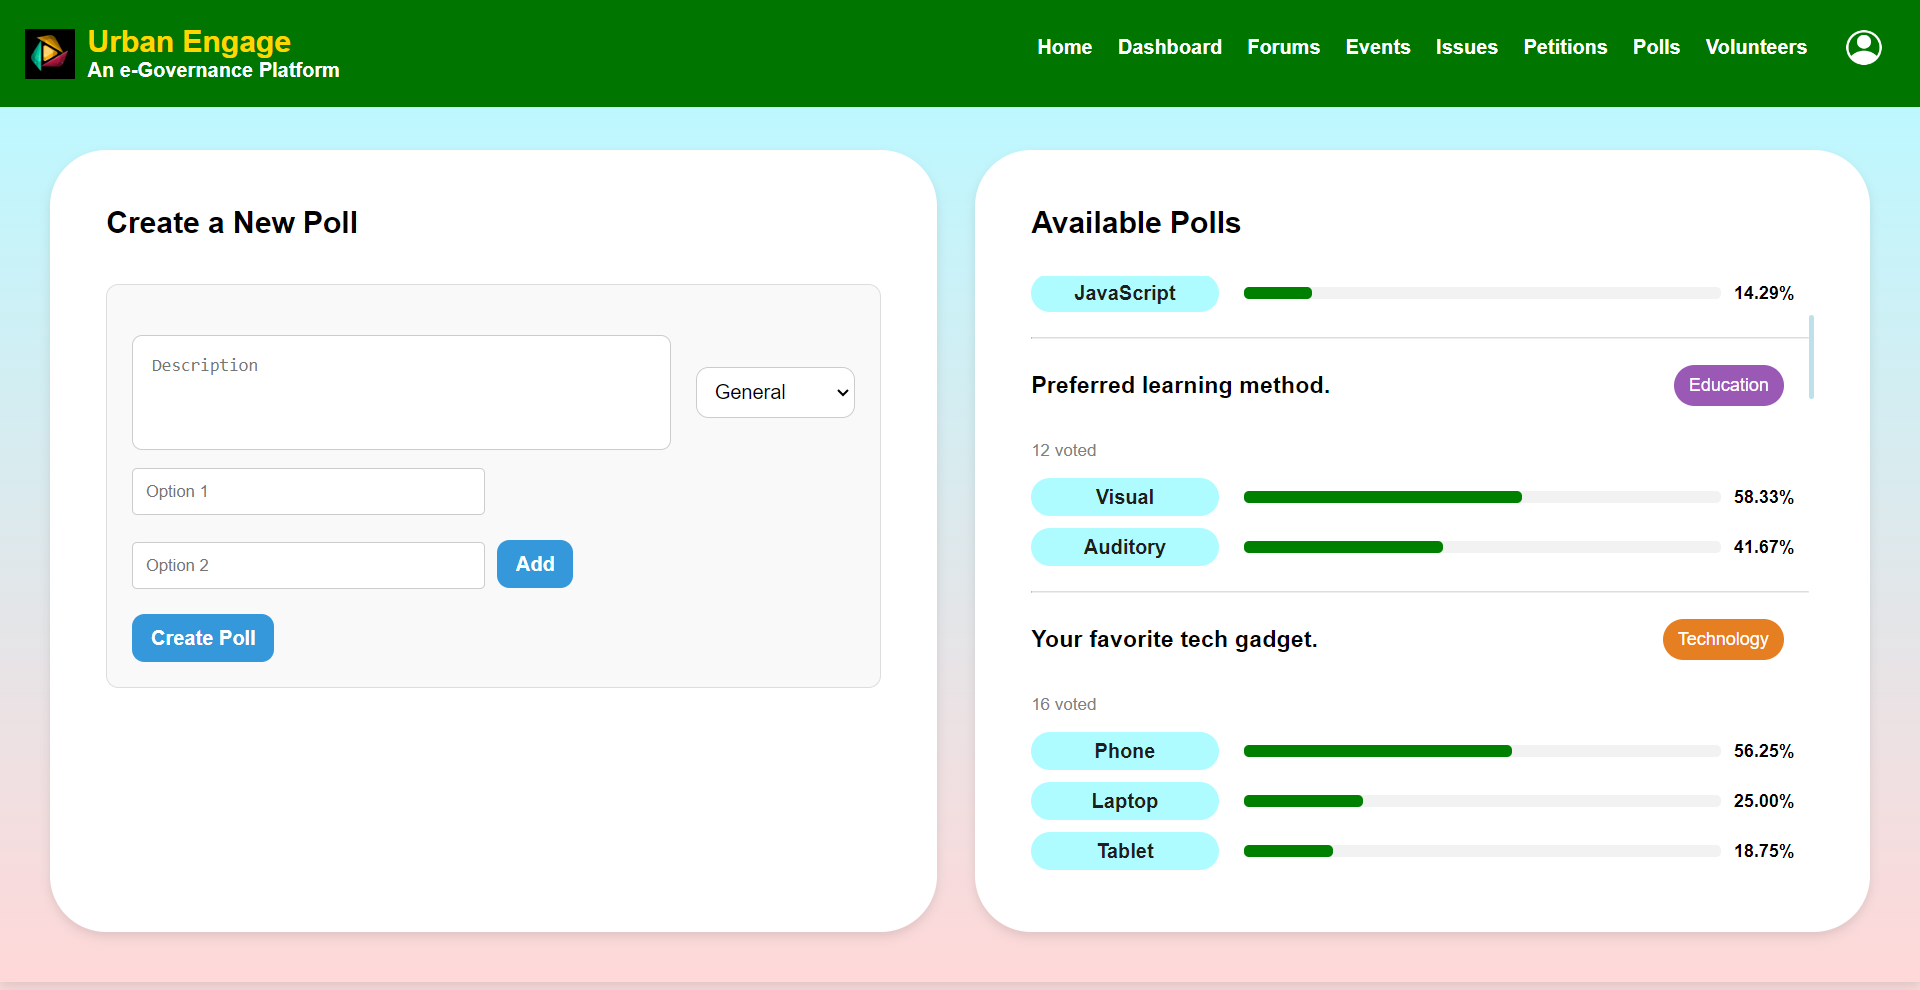 Urban Engage
An e-Governance Platform
Home Dashboard Forums Events Issues Petitions Polls Volunteers
Create a New Poll
Description
General
Option 1
Option 2
Add
Create Poll
Available Polls
JavaScript 14.29%
Preferred learning method. Education
12 voted
Visual 58.33%
Auditory 41.67%
Your favorite tech gadget. Technology
16 voted
Phone 56.25%
Laptop 25.00%
Tablet 18.75%